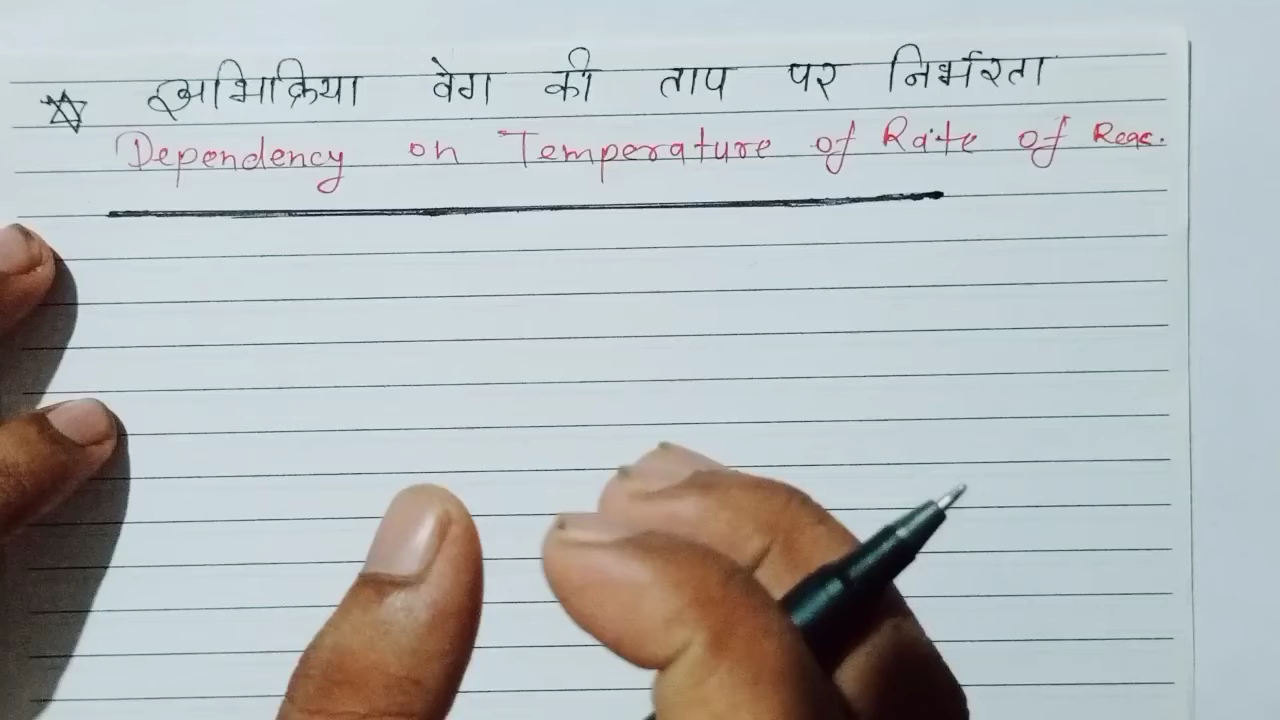 अभिक्रिया वेग की ताप पर निर्भरता
Dependency on Temperature of Rate of Reac.